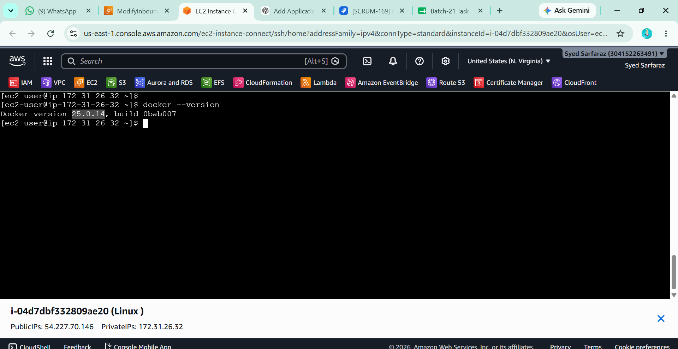 (9) WhatsApp
ModifyInboun
EC2 Instance
Add Applicatio
[SCRUM-169]
Batch-21 Task
Ask Gemini
us-east-1.console.aws.amazon.com/ec2-instance-connect/ssh/home?addressFamily=ipv4&connType=standard&instanceId=i-04d7dbf332809ae20&osUser=ec...
aws
Search
[Alt+S]
United States (N. Virginia)
Syed Sarfaraz (304152263491)
Syed Sarfaraz
IAM
VPC
EC2
S3
Aurora and RDS
EFS
CloudFormation
Lambda
Amazon EventBridge
Route 53
Certificate Manager
CloudFront
[ec2-user@ip-172-31-26-32 ~]$
[ec2-user@ip-172-31-26-32 ~]$ docker --version
Docker version 25.0.14, build 0bab007
[ec2-user@ip-172-31-26-32 ~]$
i-04d7dbf332809ae20 (Linux )
PublicIPs: 54.227.70.146 PrivateIPs: 172.31.26.32
CloudShell
Feedback
Console Mobile App
© 2026, Amazon Web Services, Inc. or its affiliates.
Privacy
Terms
Cookie preferences